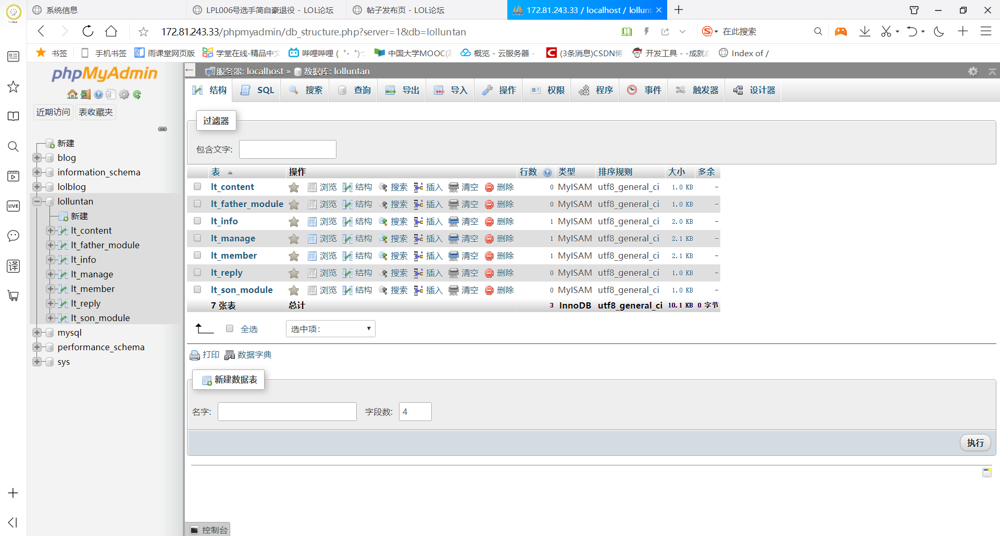 系统信息
LPL006号选手简自豪退役 - LOL论坛
帖子发布页 - LOL论坛
172.81.243.33 / localhost / lollunt
172.81.243.33/phpmyadmin/db_structure.php?server=1&db=lolluntan
在此搜索
书签
手机书签
雨课堂网页版
学堂在线-精品中文
哔哩哔哩 ( ゜- ゜)つ
中国大学MOOC(
概览 - 云服务器 -
(3条消息)CSDN博
开发工具 - -成就自
Index of /
phpMyAdmin
近期访问
表收藏夹
新建
blog
information_schema
lolblog
lolluntan
新建
lt_content
lt_father_module
lt_info
lt_manage
lt_member
lt_reply
lt_son_module
mysql
performance_schema
sys
LIVE
译
服务器: localhost » 数据库: lolluntan
结构 SQL 搜索 查询 导出 导入 操作 权限 程序 事件 触发器 设计器
过滤器
包含文字:
表 操作 行数 类型 排序规则 大小 多余
lt_content 浏览 结构 搜索 插入 清空 删除 0 MyISAM utf8_general_ci 1.0 KB -
lt_father_module 浏览 结构 搜索 插入 清空 删除 0 MyISAM utf8_general_ci 1.0 KB -
lt_info 浏览 结构 搜索 插入 清空 删除 1 MyISAM utf8_general_ci 2.0 KB -
lt_manage 浏览 结构 搜索 插入 清空 删除 1 MyISAM utf8_general_ci 2.1 KB -
lt_member 浏览 结构 搜索 插入 清空 删除 1 MyISAM utf8_general_ci 2.1 KB -
lt_reply 浏览 结构 搜索 插入 清空 删除 0 MyISAM utf8_general_ci 1.0 KB -
lt_son_module 浏览 结构 搜索 插入 清空 删除 0 MyISAM utf8_general_ci 1.0 KB -
7 张表 总计 3 InnoDB utf8_general_ci 10.1 KB 0 字节
全选 选中项:
打印 数据字典
新建数据表
名字: 字段数: 4
执行
控制台